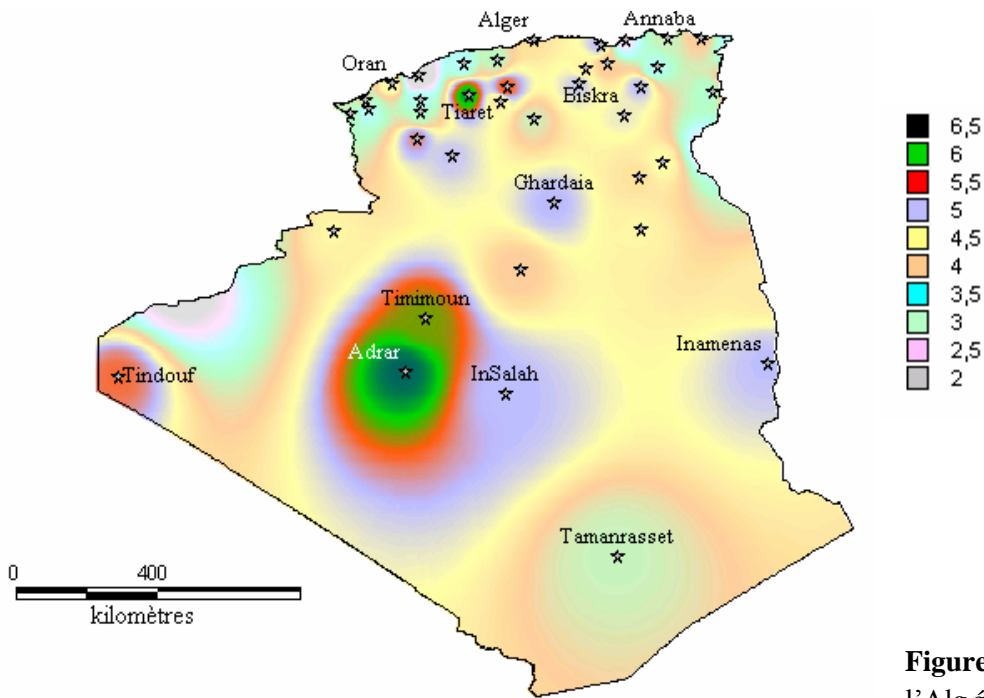 Alger
Annaba
Oran
Tiaret
Biskra
Ghardaia
Timimoun
Adrar
InSalah
Inamenas
Tindouf
Tamanrasset
0 400
kilomètres
6,5
6
5,5
5
4,5
4
3,5
3
2,5
2
Figure